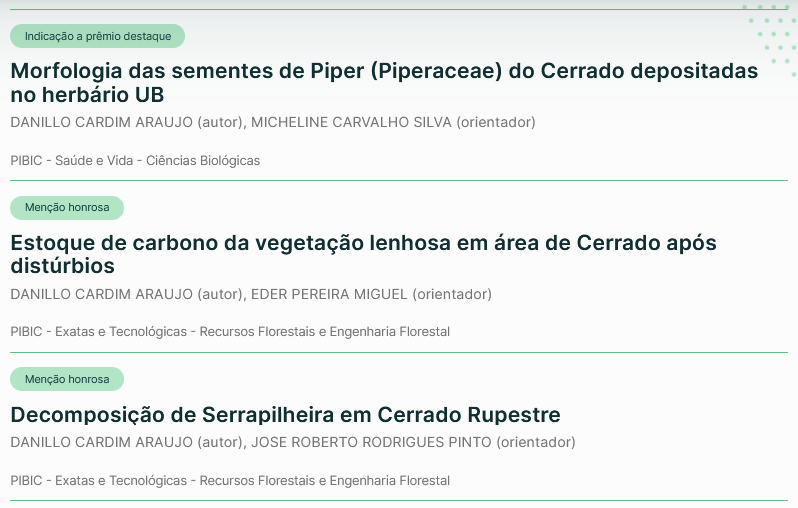 Indicação a prêmio destaque
Morfologia das sementes de Piper (Piperaceae) do Cerrado depositadas
no herbário UB
DANILLO CARDIM ARAUJO (autor), MICHELINE CARVALHO SILVA (orientador)
PIBIC - Saúde e Vida - Ciências Biológicas
Menção honrosa
Estoque de carbono da vegetação lenhosa em área de Cerrado após
distúrbios
DANILLO CARDIM ARAUJO (autor), EDER PEREIRA MIGUEL (orientador)
PIBIC - Exatas e Tecnológicas - Recursos Florestais e Engenharia Florestal
Menção honrosa
Decomposição de Serrapilheira em Cerrado Rupestre
DANILLO CARDIM ARAUJO (autor), JOSE ROBERTO RODRIGUES PINTO (orientador)
PIBIC - Exatas e Tecnológicas - Recursos Florestais e Engenharia Florestal